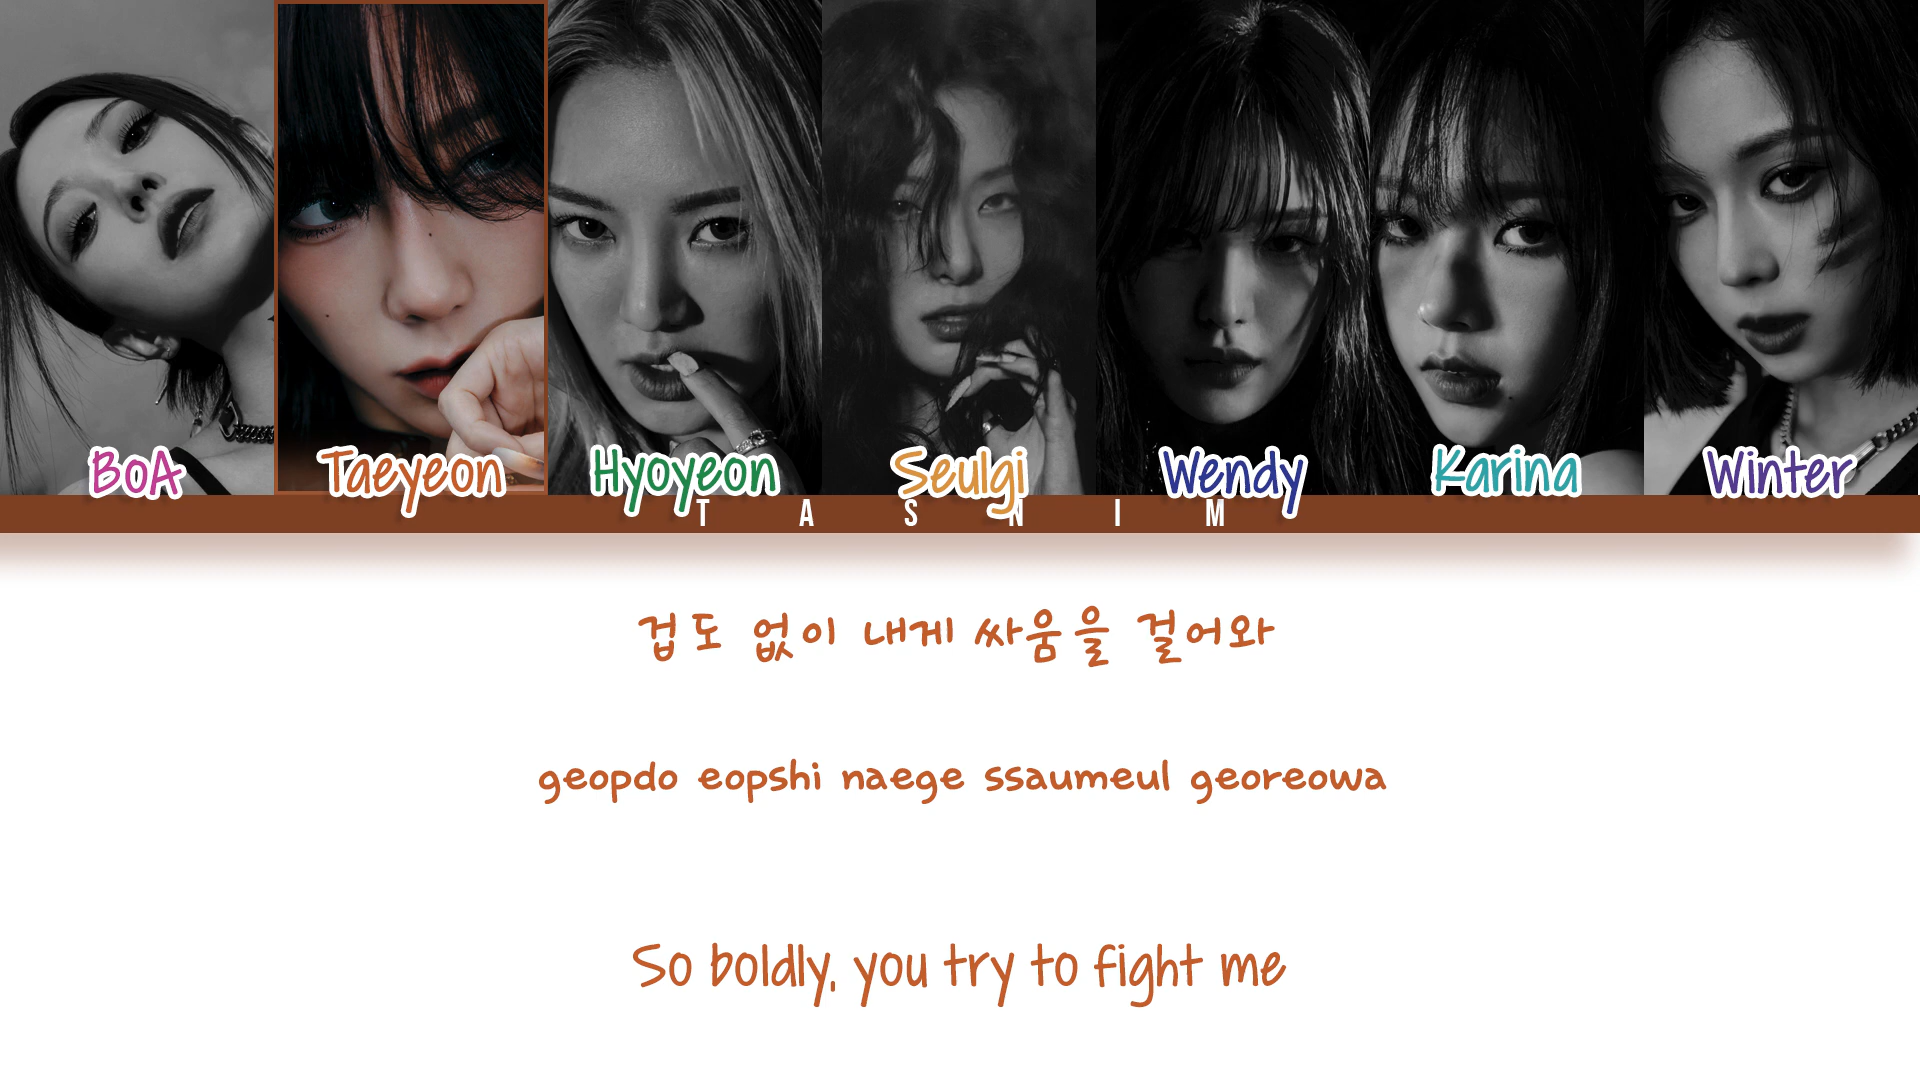 BoA Taeyeon Hyoyeon Seulgi Wendy Karina Winter
TASNIM
겁도 없이 내게 싸움을 걸어와
geopdo eopshi naege ssaumeul georeowa
So boldly, you try to fight me